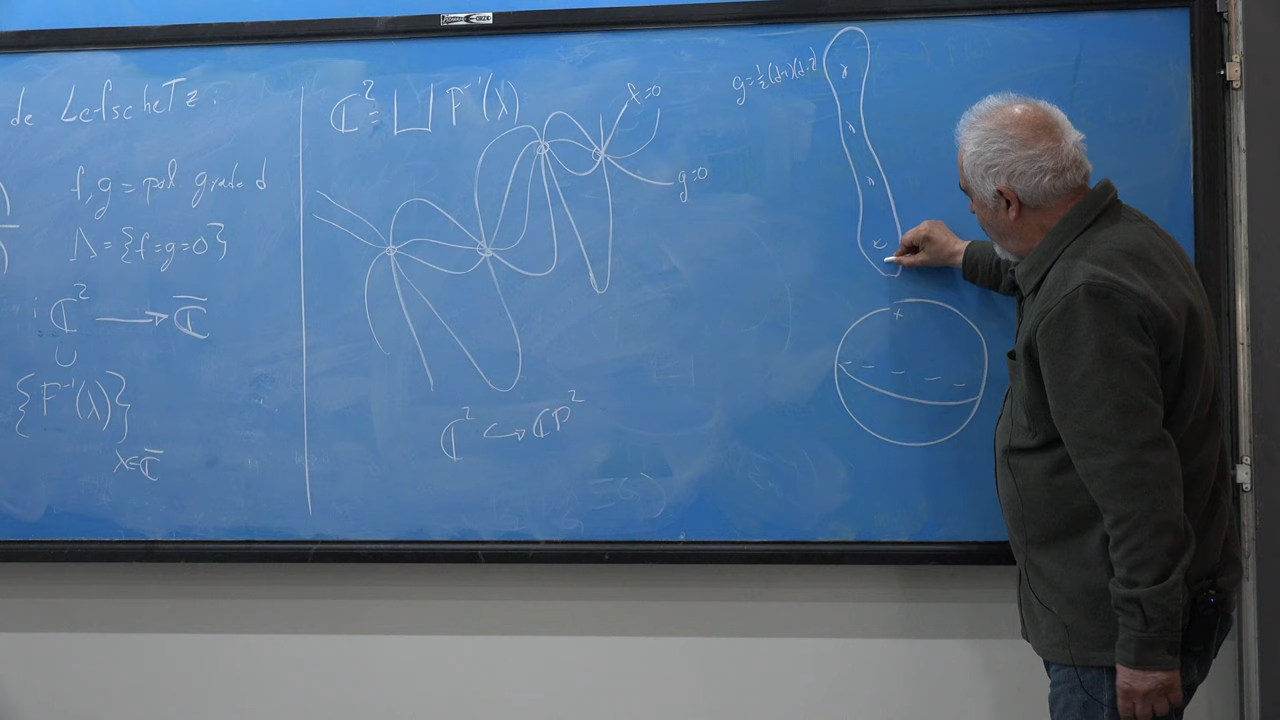 de Lefschetz.
f,g = pol grado d
Λ = {f=g=0}
ℂ² → ℂ̅
∪
{F⁻¹(λ)}
λ∈ℂ̅
ℂ² = ⨆ F⁻¹(λ)
f=0
g=0
ℂ² ↪ ℂP²
g=½(d-1)(d-2)